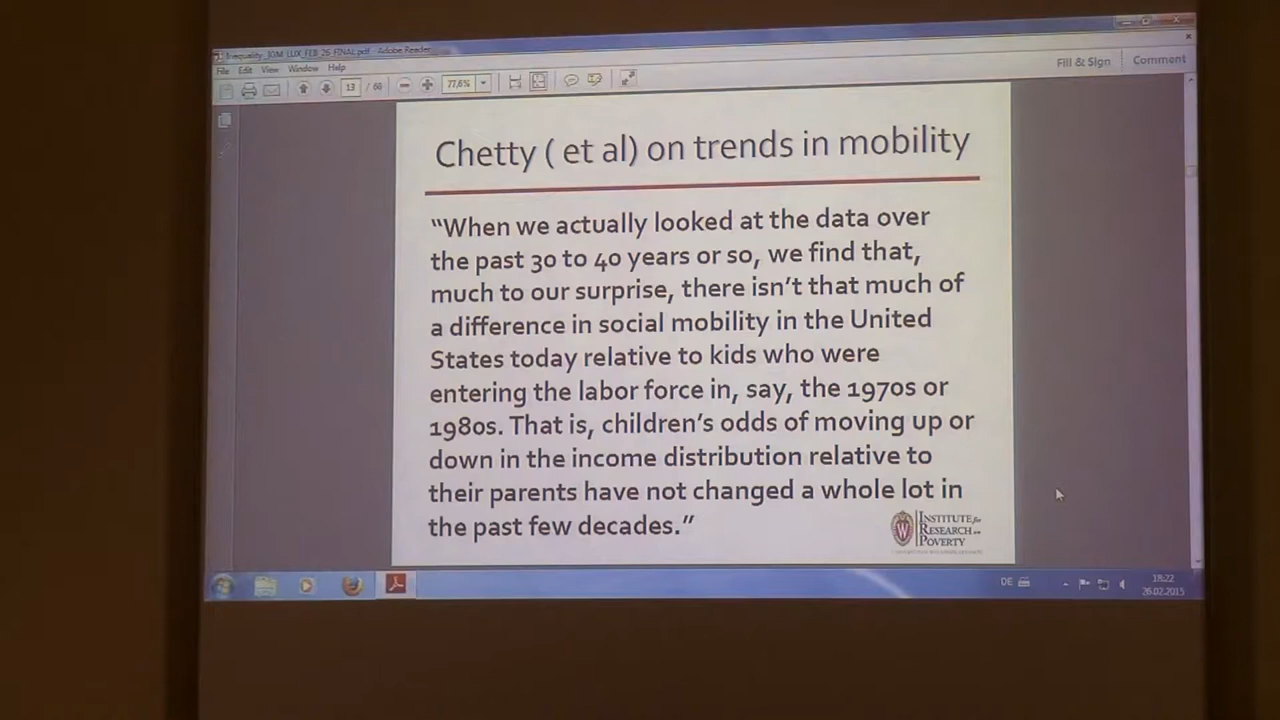 Inequality_IGM_LUX_FEB_26_FINAL.pdf - Adobe Reader
File Edit View Window Help
13 / 66 77,6% Fill & Sign Comment
Chetty ( et al) on trends in mobility
“When we actually looked at the data over
the past 30 to 40 years or so, we find that,
much to our surprise, there isn’t that much of
a difference in social mobility in the United
States today relative to kids who were
entering the labor force in, say, the 1970s or
1980s. That is, children’s odds of moving up or
down in the income distribution relative to
their parents have not changed a whole lot in
the past few decades.”
W
INSTITUTE for
RESEARCH on
POVERTY
DE
18:22
26.02.2015